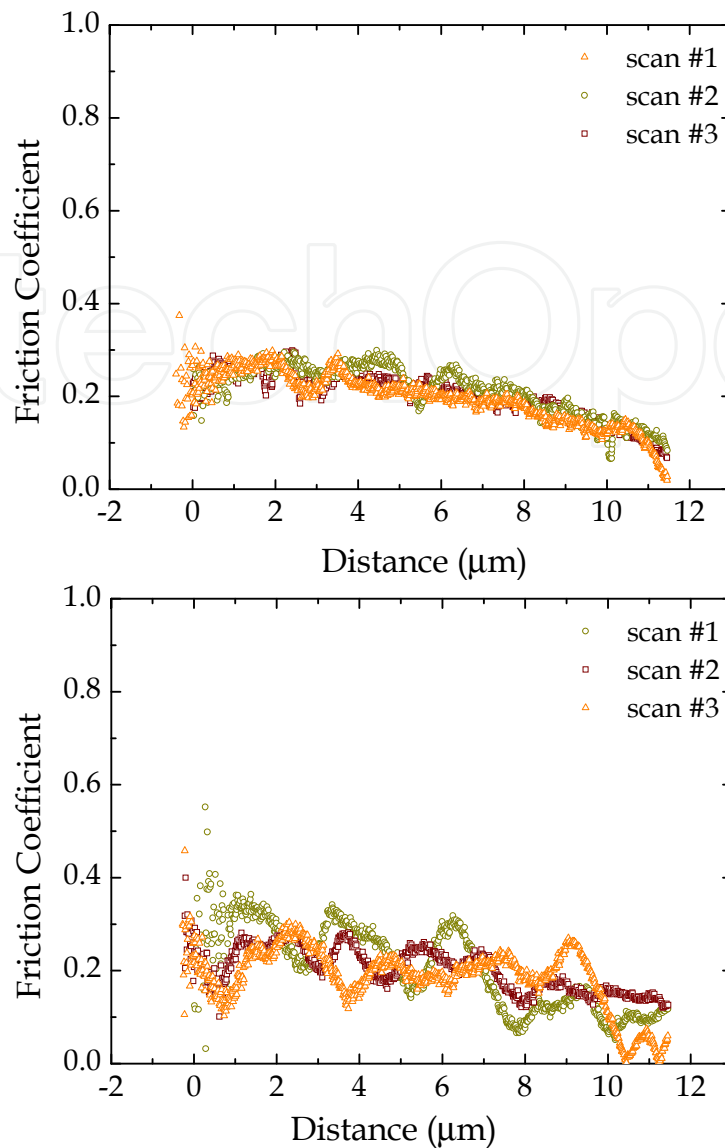 1.0
0.8
0.6
0.4
0.2
0.0
Friction Coefficient
scan #1
scan #2
scan #3
-2 0 2 4 6 8 10 12
Distance (μm)
1.0
0.8
0.6
0.4
0.2
0.0
Friction Coefficient
scan #1
scan #2
scan #3
-2 0 2 4 6 8 10 12
Distance (μm)
techOpe